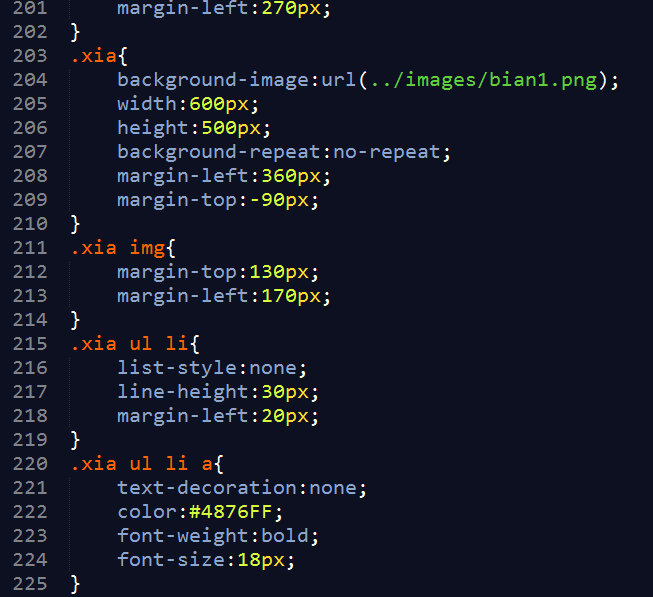 201 margin-left:270px;
202 }
203 .xia{
204 background-image:url(../images/bian1.png);
205 width:600px;
206 height:500px;
207 background-repeat:no-repeat;
208 margin-left:360px;
209 margin-top:-90px;
210 }
211 .xia img{
212 margin-top:130px;
213 margin-left:170px;
214 }
215 .xia ul li{
216 list-style:none;
217 line-height:30px;
218 margin-left:20px;
219 }
220 .xia ul li a{
221 text-decoration:none;
222 color:#4876FF;
223 font-weight:bold;
224 font-size:18px;
225 }